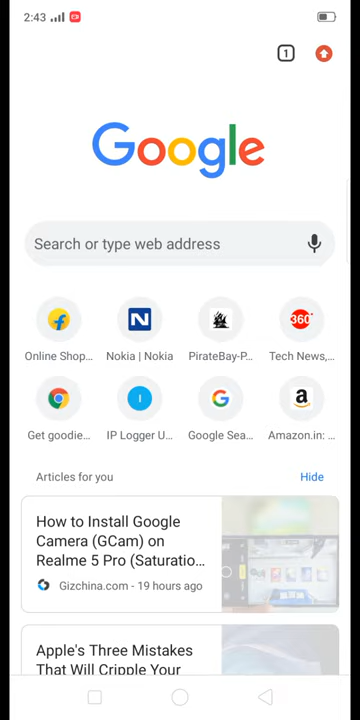 2:43
1
Google
Search or type web address
Online Shop...
Nokia | Nokia
PirateBay-P...
Tech News,...
Get goodie...
IP Logger U...
Google Sea...
Amazon.in: ...
Articles for you
Hide
How to Install Google
Camera (GCam) on
Realme 5 Pro (Saturatio...
Gizchina.com - 19 hours ago
Apple's Three Mistakes
That Will Cripple Your